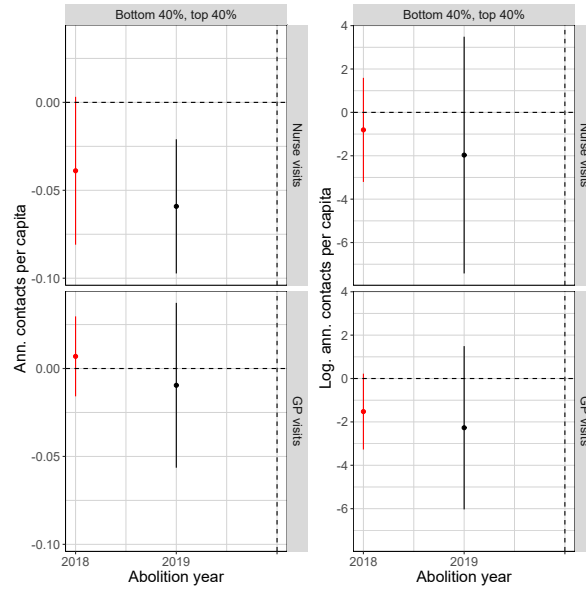 Bottom 40%, top 40%
0.00
-0.05
-0.10
Nurse visits
0.00
-0.05
-0.10
GP visits
Ann. contacts per capita
2018 2019
Abolition year
Bottom 40%, top 40%
4
2
0
-2
-4
-6
Nurse visits
4
2
0
-2
-4
-6
GP visits
Log. ann. contacts per capita
2018 2019
Abolition year